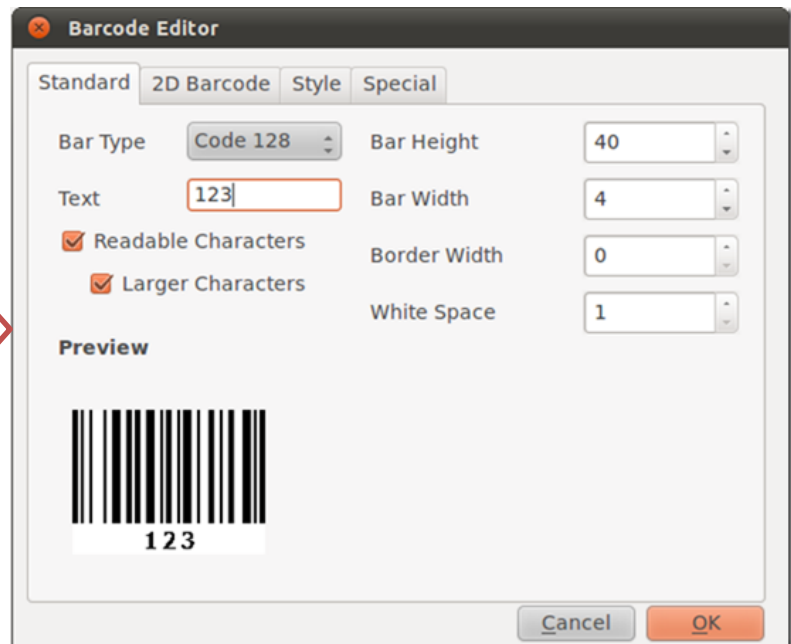 Barcode Editor
Standard 2D Barcode Style Special
Bar Type Code 128 Bar Height 40
Text 123 Bar Width 4
Readable Characters Border Width 0
Larger Characters White Space 1
Preview
123
Cancel OK